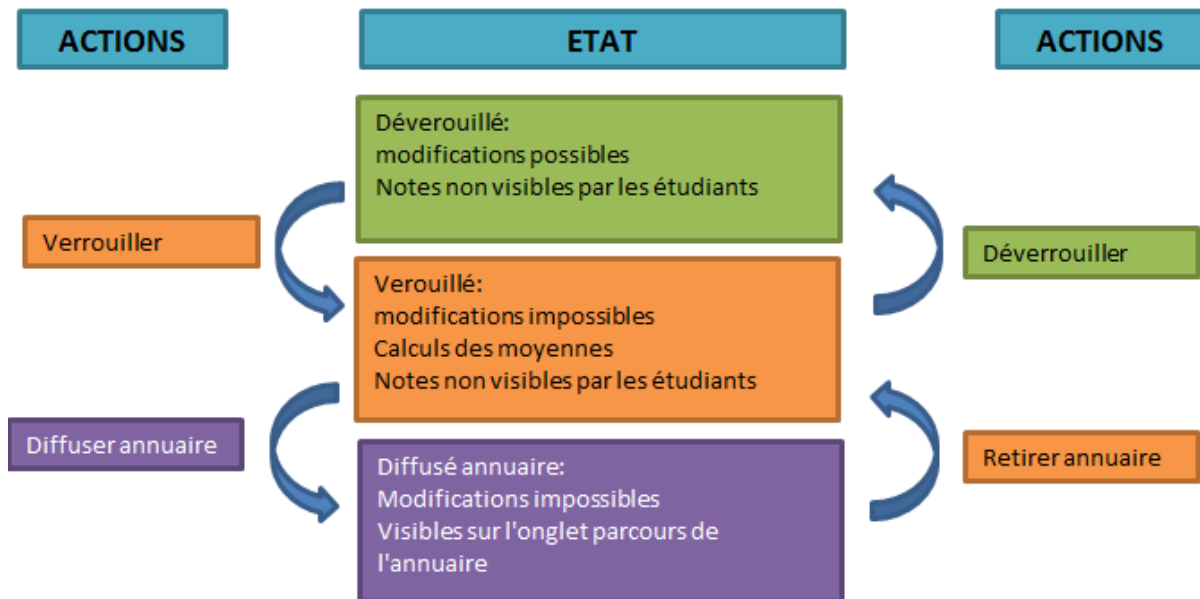 ACTIONS
ETAT
ACTIONS
Déverouillé:
modifications possibles
Notes non visibles par les étudiants
Verrouiller
Déverrouiller
Verouillé:
modifications impossibles
Calculs des moyennes
Notes non visibles par les étudiants
Diffuser annuaire
Retirer annuaire
Diffusé annuaire:
Modifications impossibles
Visibles sur l'onglet parcours de
l'annuaire